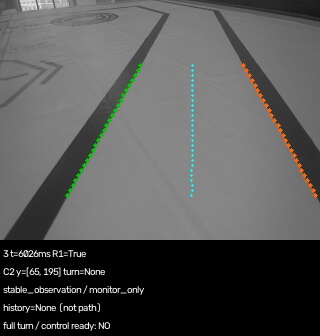 3 t=6026ms R1=True
C2 y=[65, 195] turn=None
stable_observation / monitor_only
history=None (not path)
full turn / control ready: NO